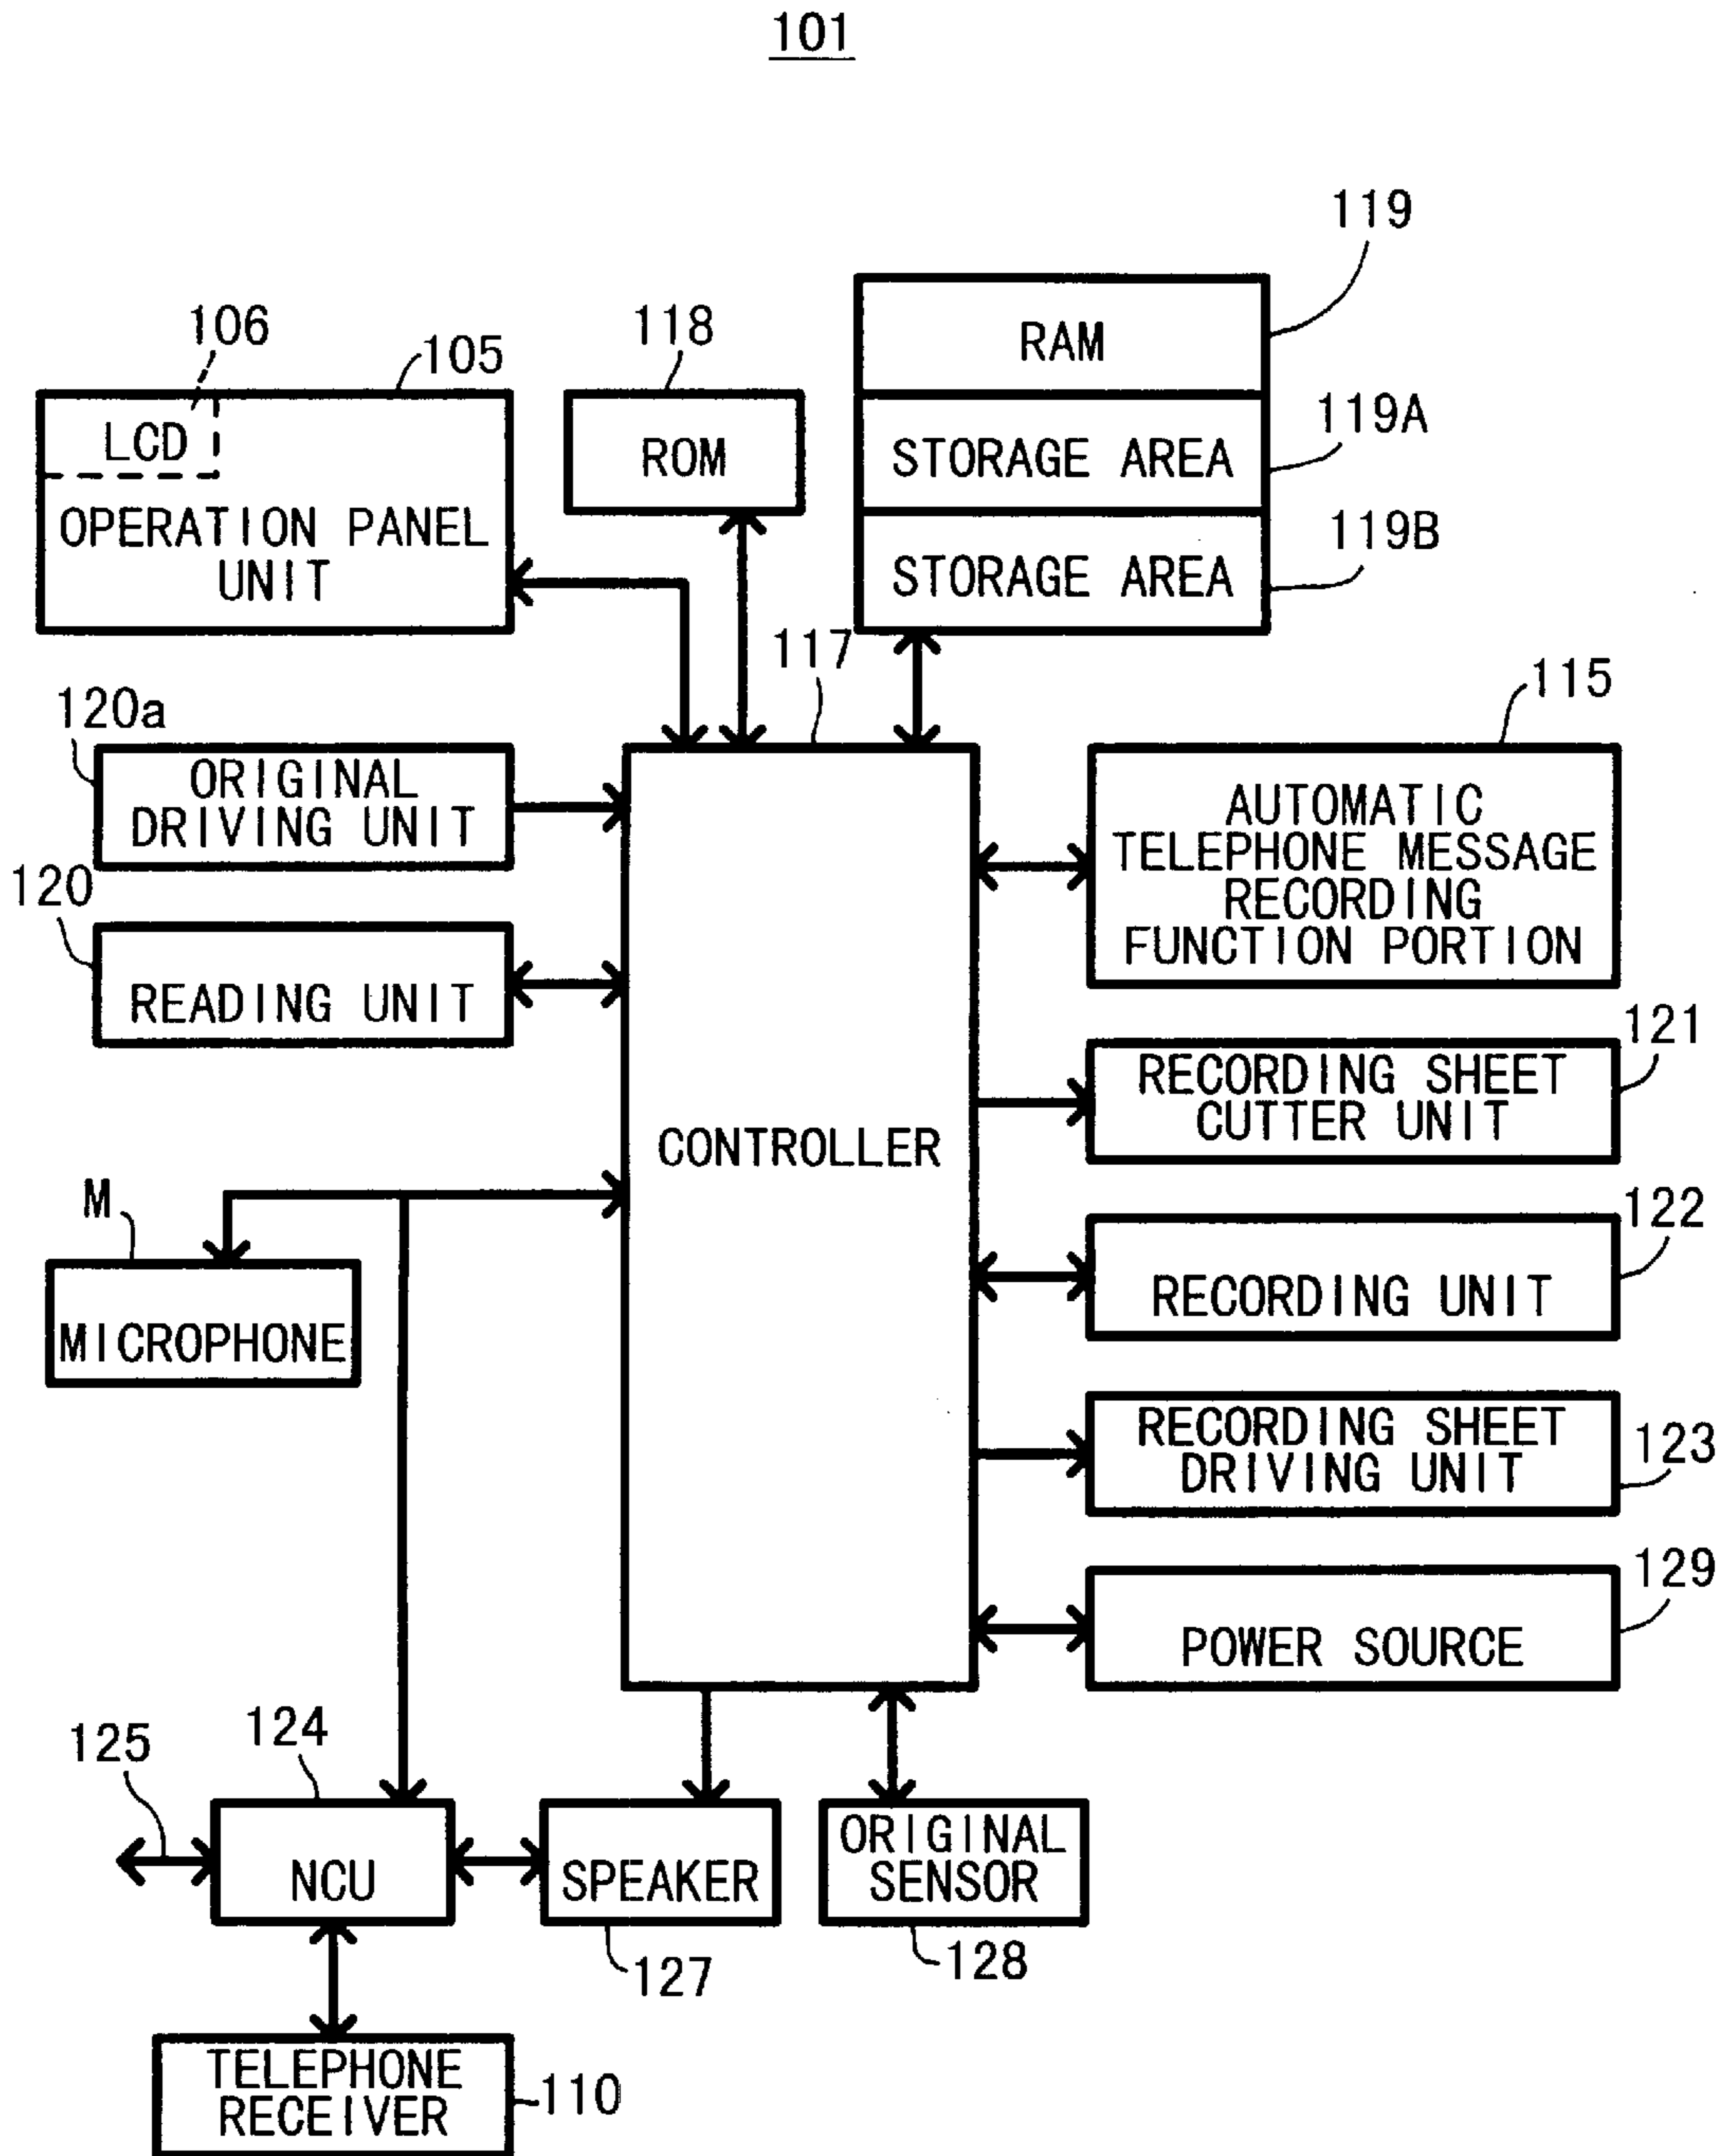 101
119
RAM
119A
STORAGE AREA
119B
STORAGE AREA
106
105
LCD
OPERATION PANEL
UNIT
118
ROM
117
CONTROLLER
120a
ORIGINAL
DRIVING UNIT
120
READING UNIT
M
MICROPHONE
115
AUTOMATIC
TELEPHONE MESSAGE
RECORDING
FUNCTION PORTION
121
RECORDING SHEET
CUTTER UNIT
122
RECORDING UNIT
RECORDING SHEET
DRIVING UNIT
123
129
POWER SOURCE
125
124
NCU
SPEAKER
127
ORIGINAL
SENSOR
128
TELEPHONE
RECEIVER
110